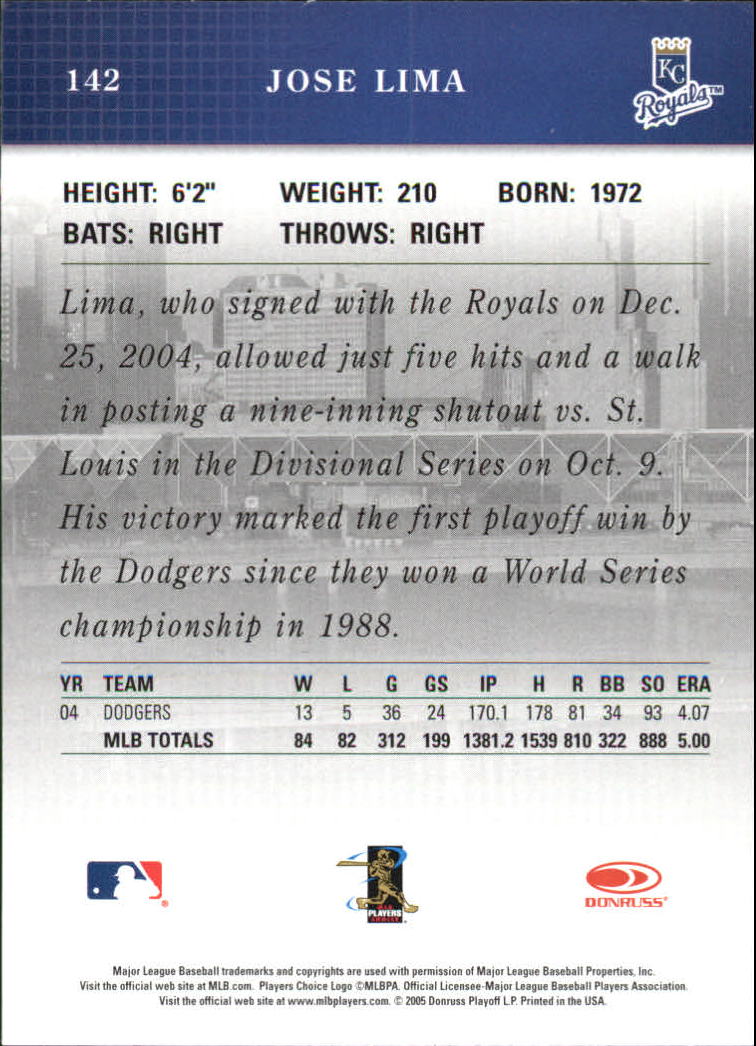 142 JOSE LIMA
KC
Royals™
HEIGHT: 6'2" WEIGHT: 210 BORN: 1972
BATS: RIGHT THROWS: RIGHT
Lima, who signed with the Royals on Dec.
25, 2004, allowed just five hits and a walk
in posting a nine-inning shutout vs. St.
Louis in the Divisional Series on Oct. 9.
His victory marked the first playoff win by
the Dodgers since they won a World Series
championship in 1988.
YR TEAM W L G GS IP H R BB SO ERA
04 DODGERS 13 5 36 24 170.1 178 81 34 93 4.07
MLB TOTALS 84 82 312 199 1381.2 1539 810 322 888 5.00
MLB
PLAYERS
CHOICE
DONRUSS®
Major League Baseball trademarks and copyrights are used with permission of Major League Baseball Properties, Inc.
Visit the official web site at MLB.com. Players Choice Logo ©MLBPA. Official Licensee-Major League Baseball Players Association.
Visit the official web site at www.mlbplayers.com. © 2005 Donruss Playoff L.P. Printed in the USA.